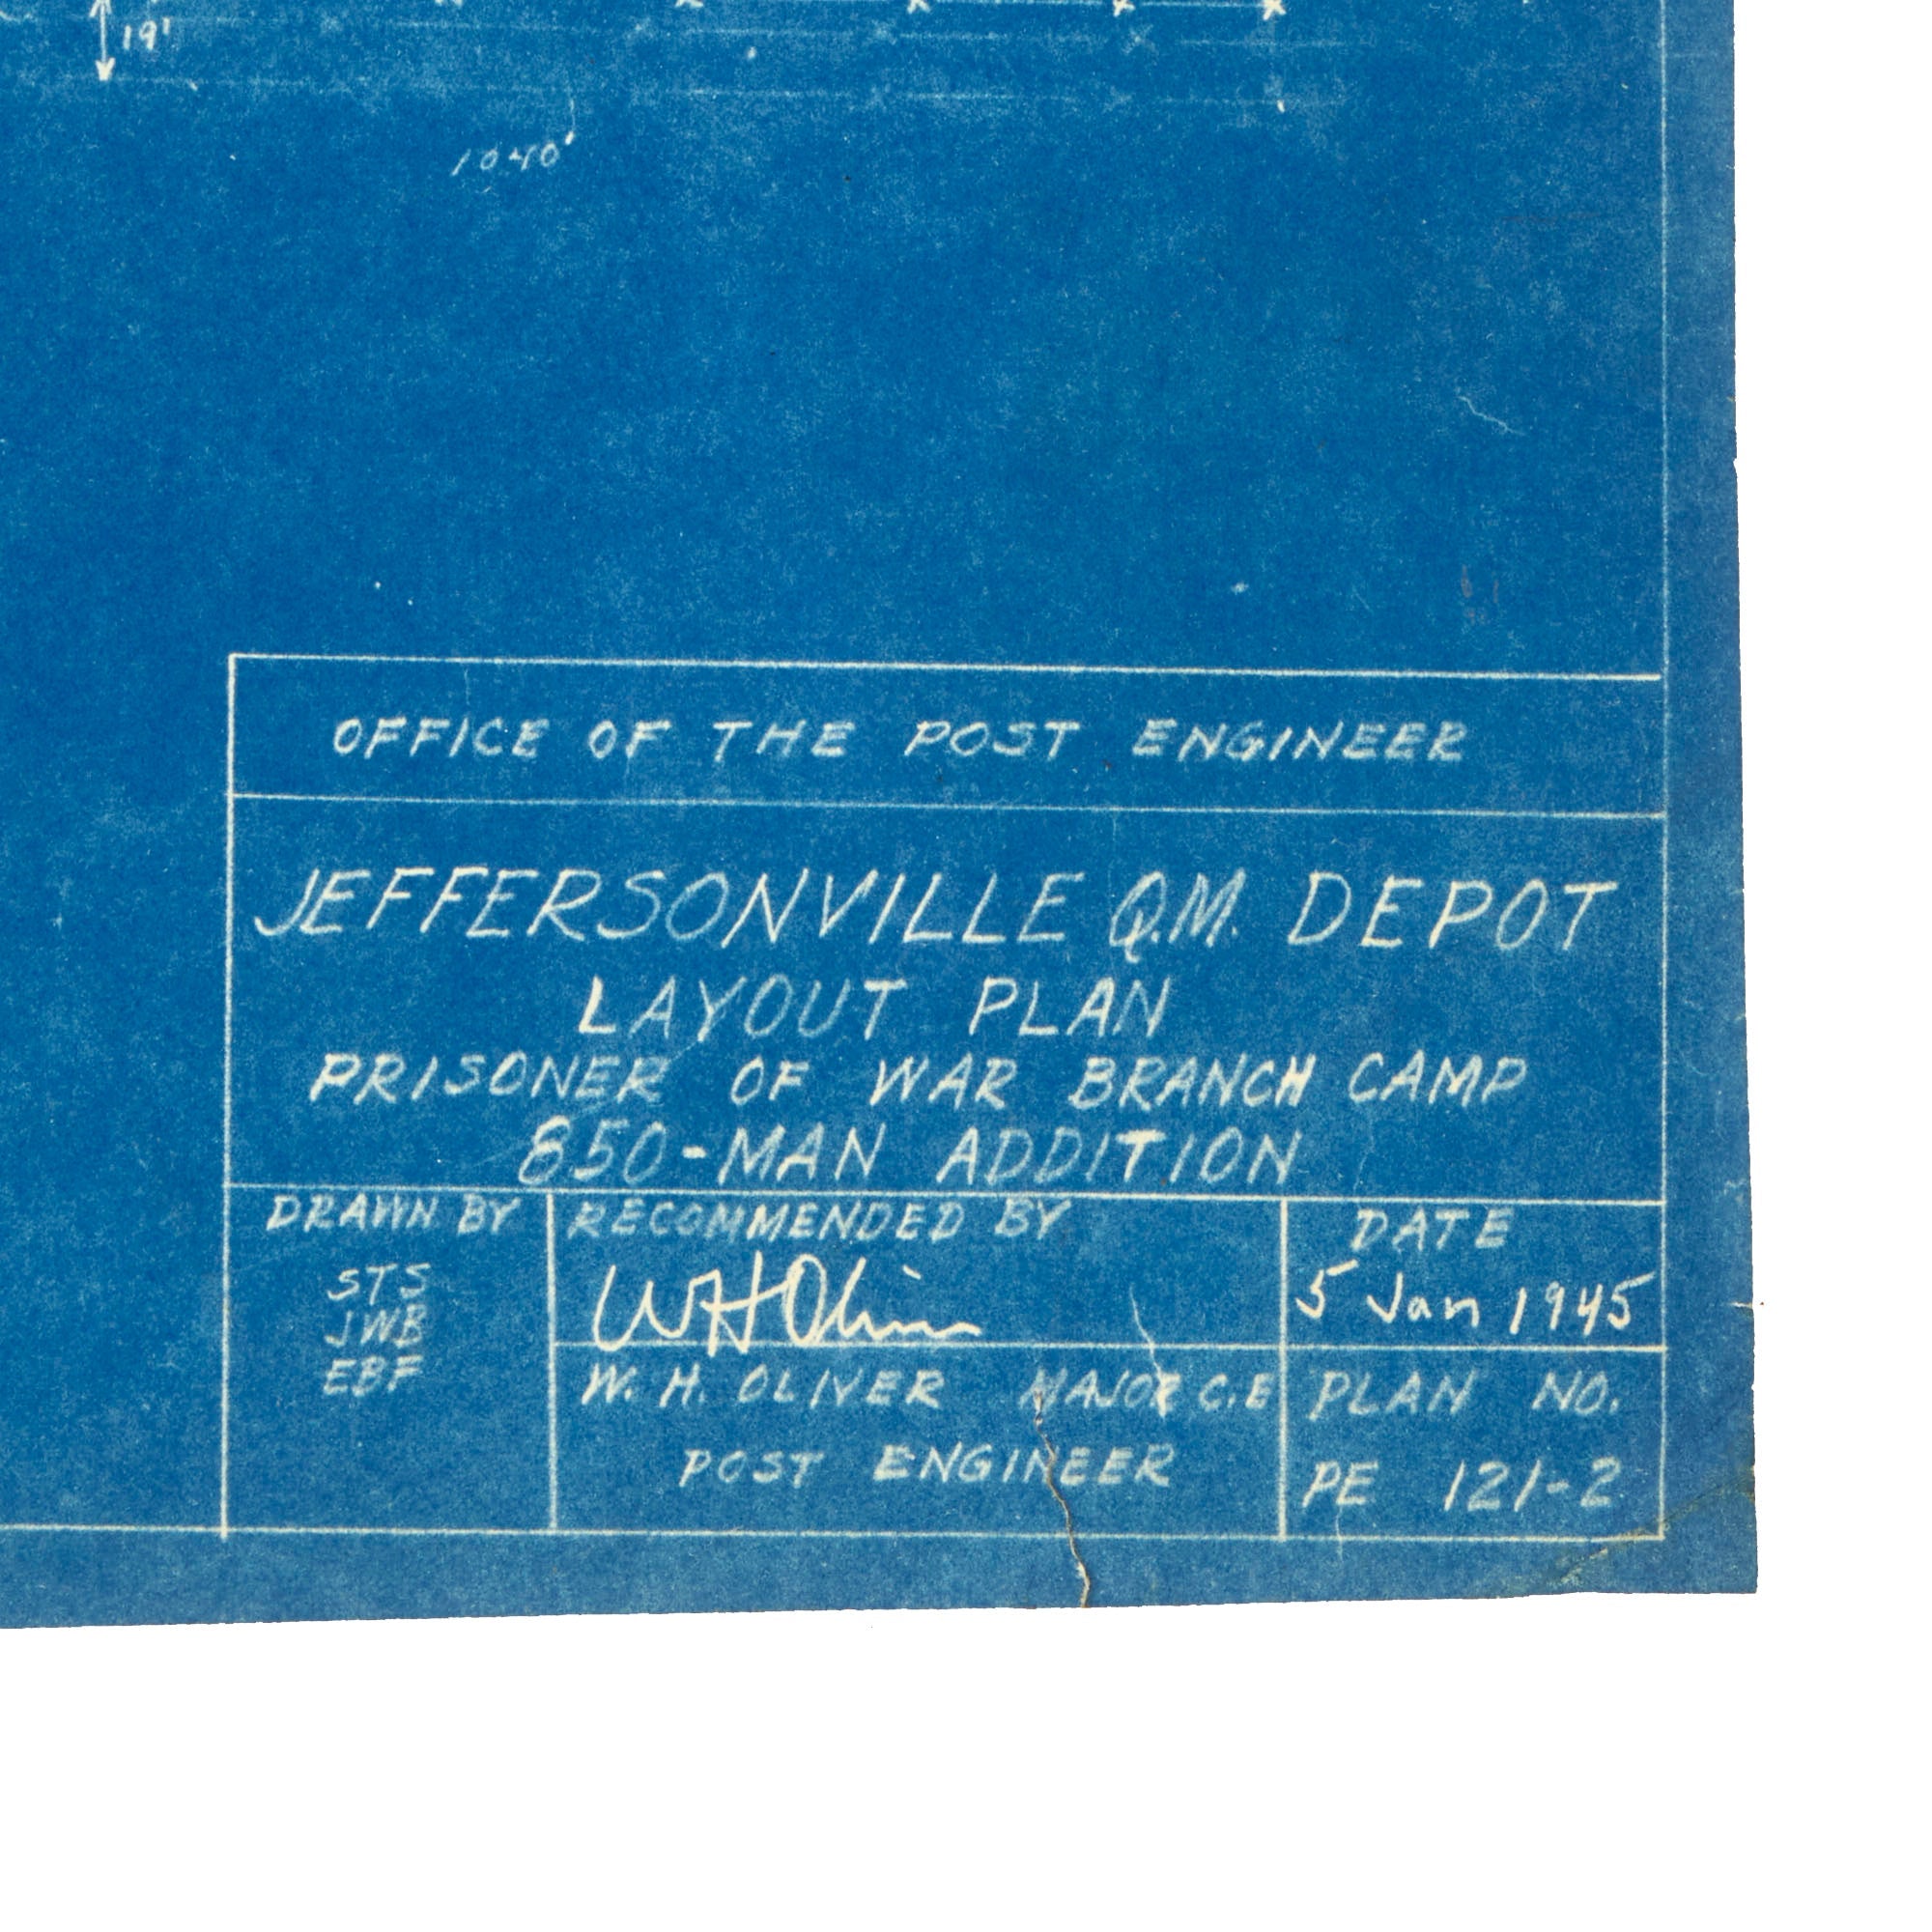 19'
1040'
OFFICE OF THE POST ENGINEER
JEFFERSONVILLE Q.M. DEPOT
LAYOUT PLAN
PRISONER OF WAR BRANCH CAMP
850-MAN ADDITION
DRAWN BY
STS
JWB
EBF
RECOMMENDED BY
WHOliver
W. H. OLIVER MAJOR C.E
POST ENGINEER
DATE
5 Jan 1945
PLAN NO.
PE 121-2